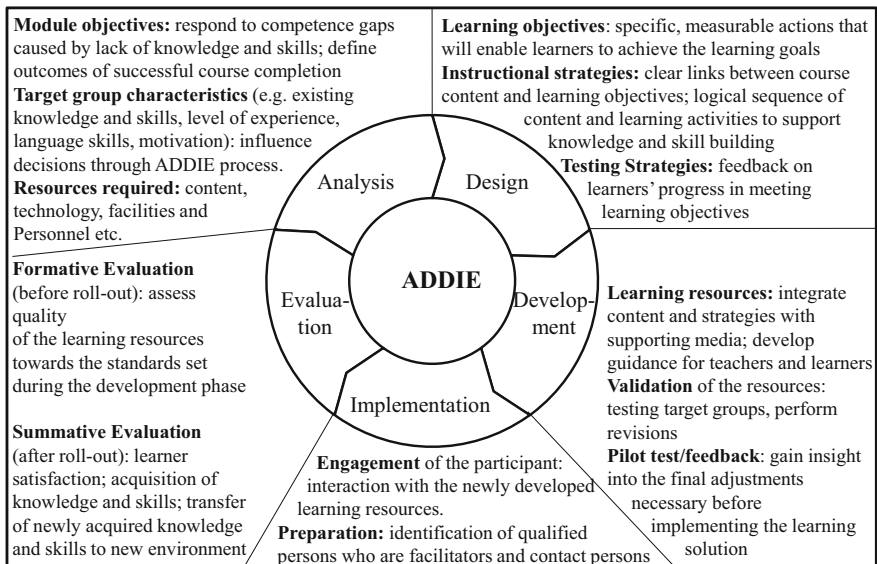 Module objectives: respond to competence gaps
caused by lack of knowledge and skills; define
outcomes of successful course completion
Target group characteristics (e.g. existing
knowledge and skills, level of experience,
language skills, motivation): influence
decisions through ADDIE process.
Resources required: content,
technology, facilities and
Personnel etc.
Learning objectives: specific, measurable actions that
will enable learners to achieve the learning goals
Instructional strategies: clear links between course
content and learning objectives; logical sequence of
content and learning activities to support
knowledge and skill building
Testing Strategies: feedback on
learners’ progress in meeting
learning objectives
Analysis
Design
ADDIE
Evalua-
tion
Develop-
ment
Implementation
Formative Evaluation
(before roll-out): assess
quality
of the learning resources
towards the standards set
during the development phase
Summative Evaluation
(after roll-out): learner
satisfaction; acquisition of
knowledge and skills; transfer
of newly acquired knowledge
and skills to new environment
Engagement of the participant:
interaction with the newly developed
learning resources.
Preparation: identification of qualified
persons who are facilitators and contact persons
Learning resources: integrate
content and strategies with
supporting media; develop
guidance for teachers and learners
Validation of the resources:
testing target groups, perform
revisions
Pilot test/feedback: gain insight
into the final adjustments
necessary before
implementing the learning
solution